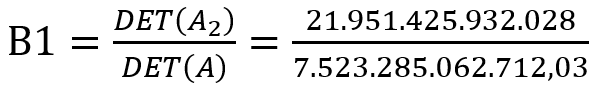 B1 = DET(A₂) / DET(A) = 21.951.425.932.028 / 7.523.285.062.712,03